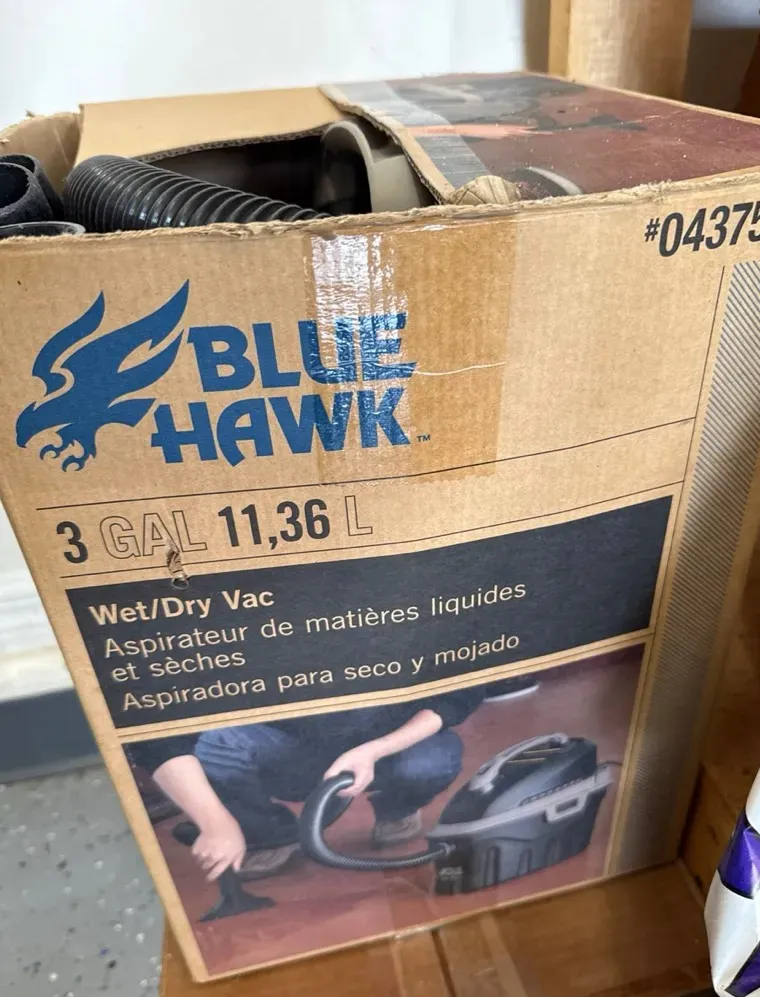 #04375
BLUE
HAWK™
3 GAL 11,36 L
Wet/Dry Vac
Aspirateur de matières liquides
et sèches
Aspiradora para seco y mojado